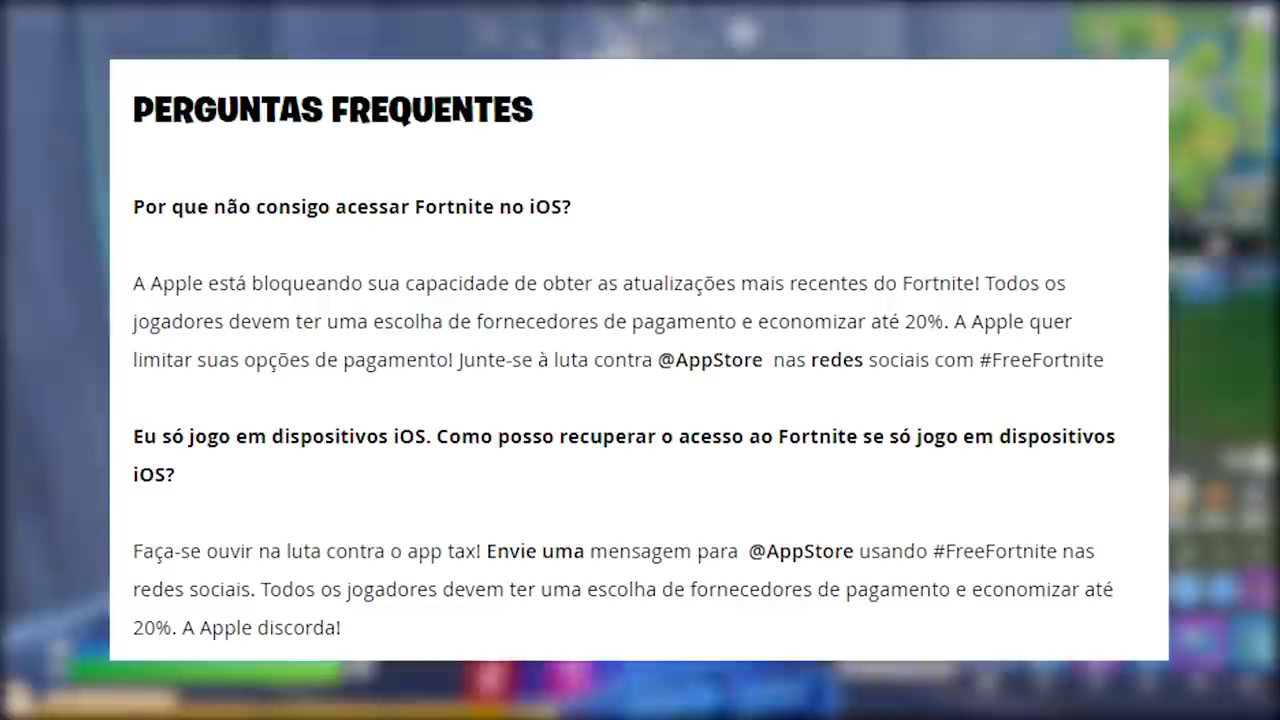 PERGUNTAS FREQUENTES
Por que não consigo acessar Fortnite no iOS?
A Apple está bloqueando sua capacidade de obter as atualizações mais recentes do Fortnite! Todos os
jogadores devem ter uma escolha de fornecedores de pagamento e economizar até 20%. A Apple quer
limitar suas opções de pagamento! Junte-se à luta contra @AppStore nas redes sociais com #FreeFortnite
Eu só jogo em dispositivos iOS. Como posso recuperar o acesso ao Fortnite se só jogo em dispositivos
iOS?
Faça-se ouvir na luta contra o app tax! Envie uma mensagem para @AppStore usando #FreeFortnite nas
redes sociais. Todos os jogadores devem ter uma escolha de fornecedores de pagamento e economizar até
20%. A Apple discorda!